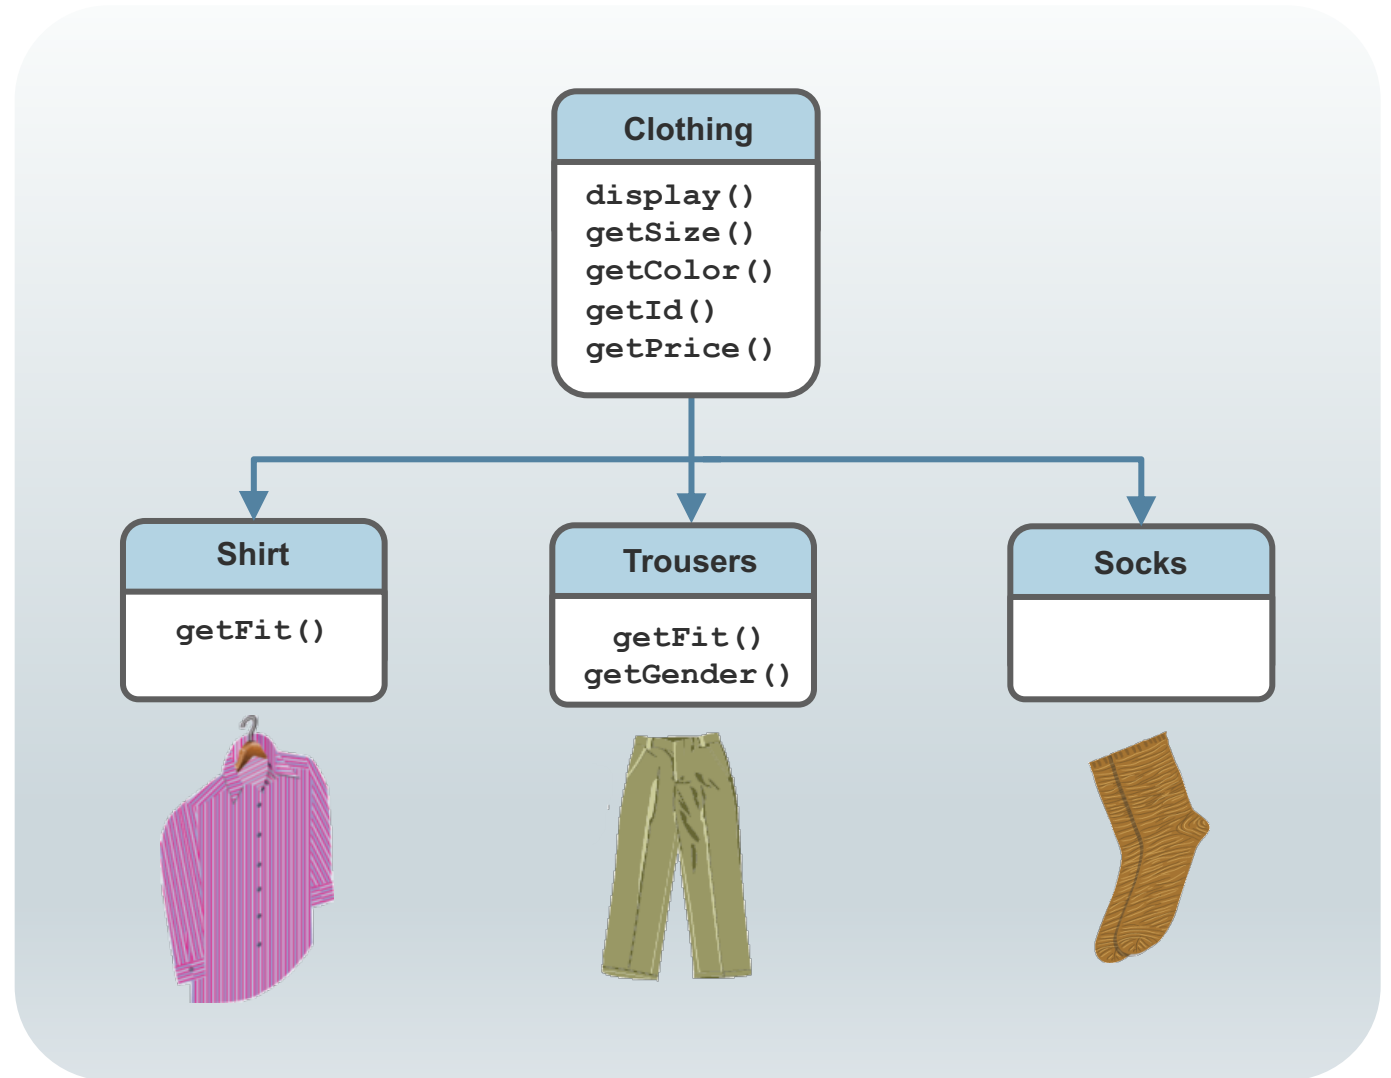 Clothing
display()
getSize()
getColor()
getId()
getPrice()
Shirt
getFit()
Trousers
getFit()
getGender()
Socks